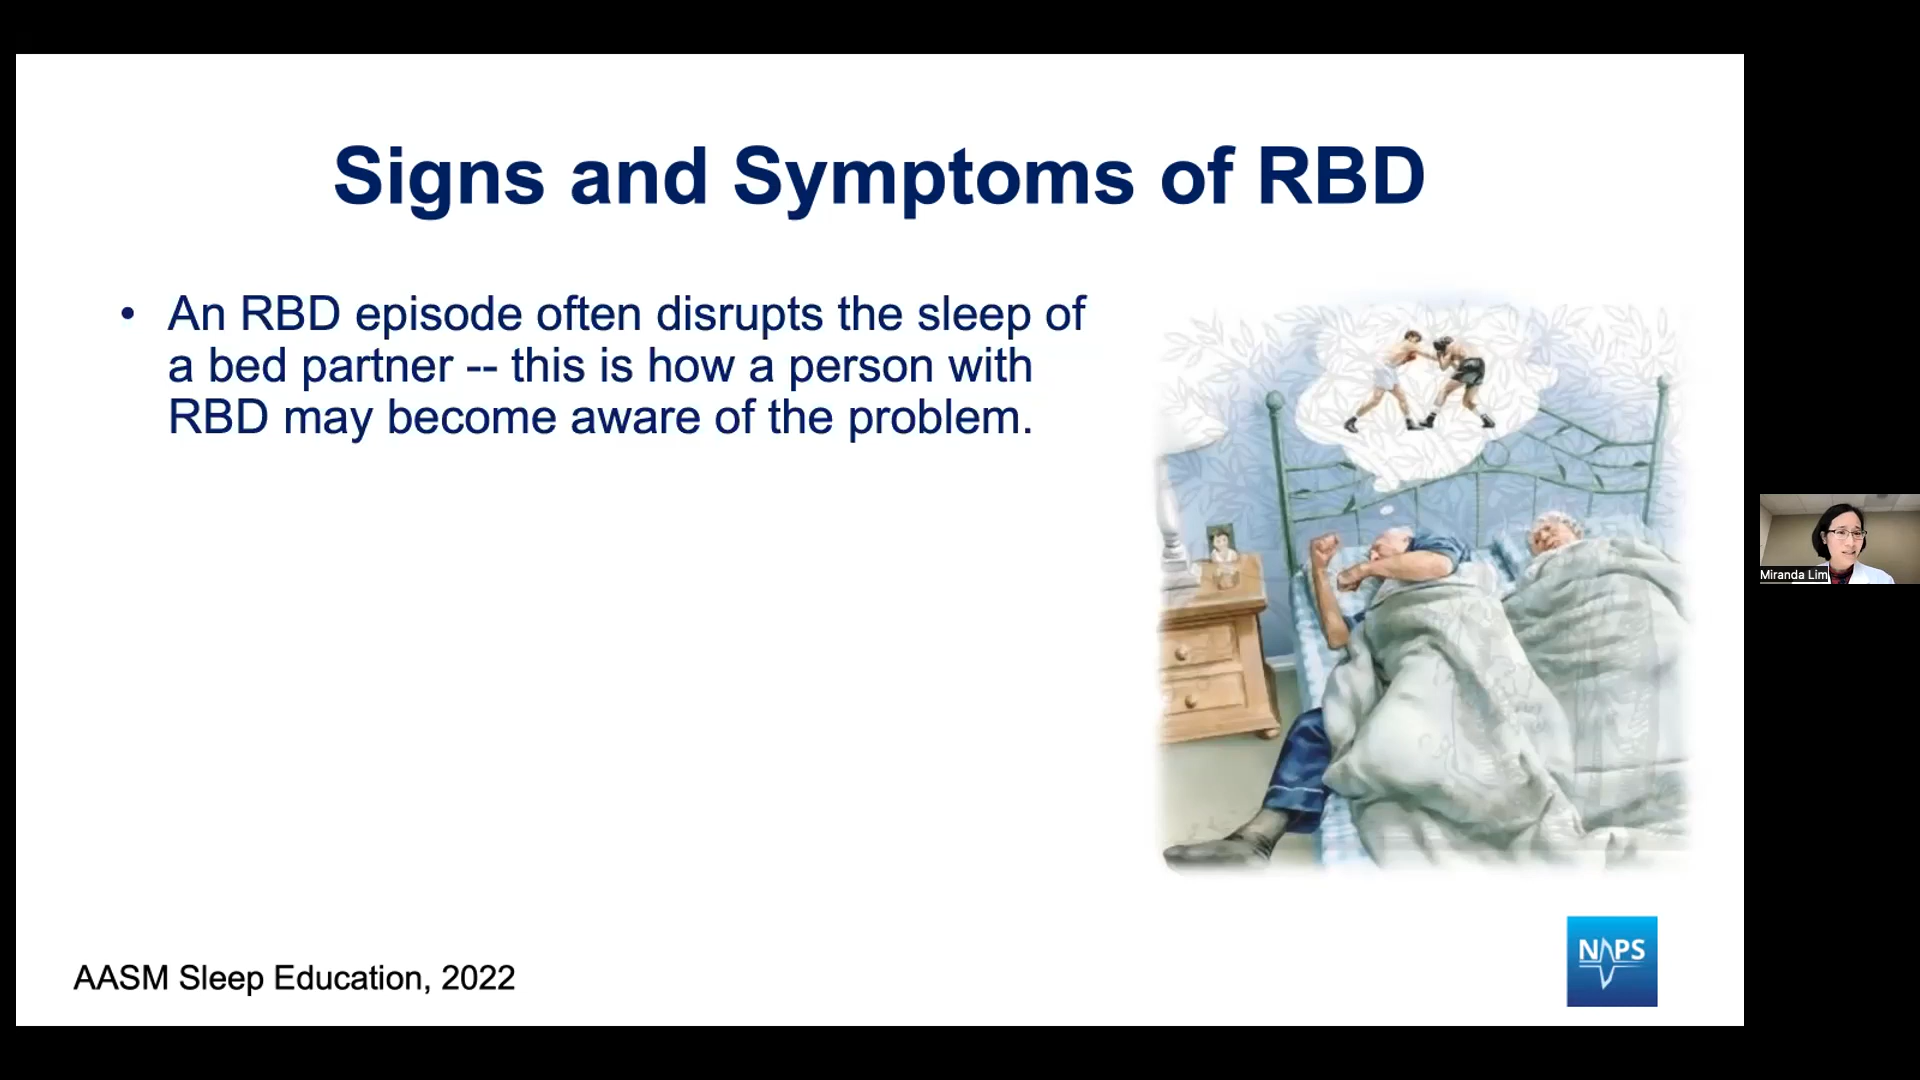 Signs and Symptoms of RBD
• An RBD episode often disrupts the sleep of
a bed partner -- this is how a person with
RBD may become aware of the problem.
Miranda Lim
AASM Sleep Education, 2022
NAPS